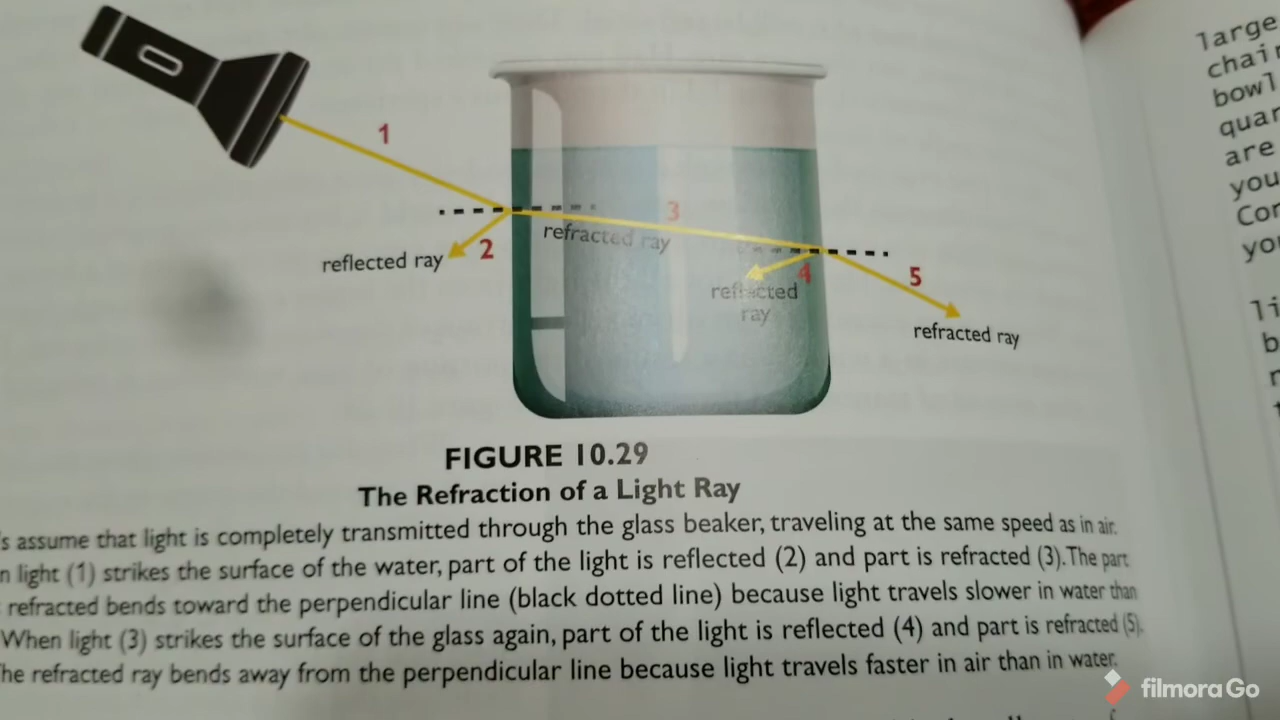 1
3
refracted ray
reflected ray
2
4
5
ray
refracted ray
FIGURE 10.29
The Refraction of a Light Ray
s assume that light is completely transmitted through the glass beaker, traveling at the same speed as in air.
n light (1) strikes the surface of the water, part of the light is reflected (2) and part is refracted (3). The part
refracted bends toward the perpendicular line (black dotted line) because light travels slower in water than
When light (3) strikes the surface of the glass again, part of the light is reflected (4) and part is refracted (5).
he refracted ray bends away from the perpendicular line because light travels faster in air than in water.
large
chair
bowl
quar
are
you
Cor
yo
li
b
filmoraGo